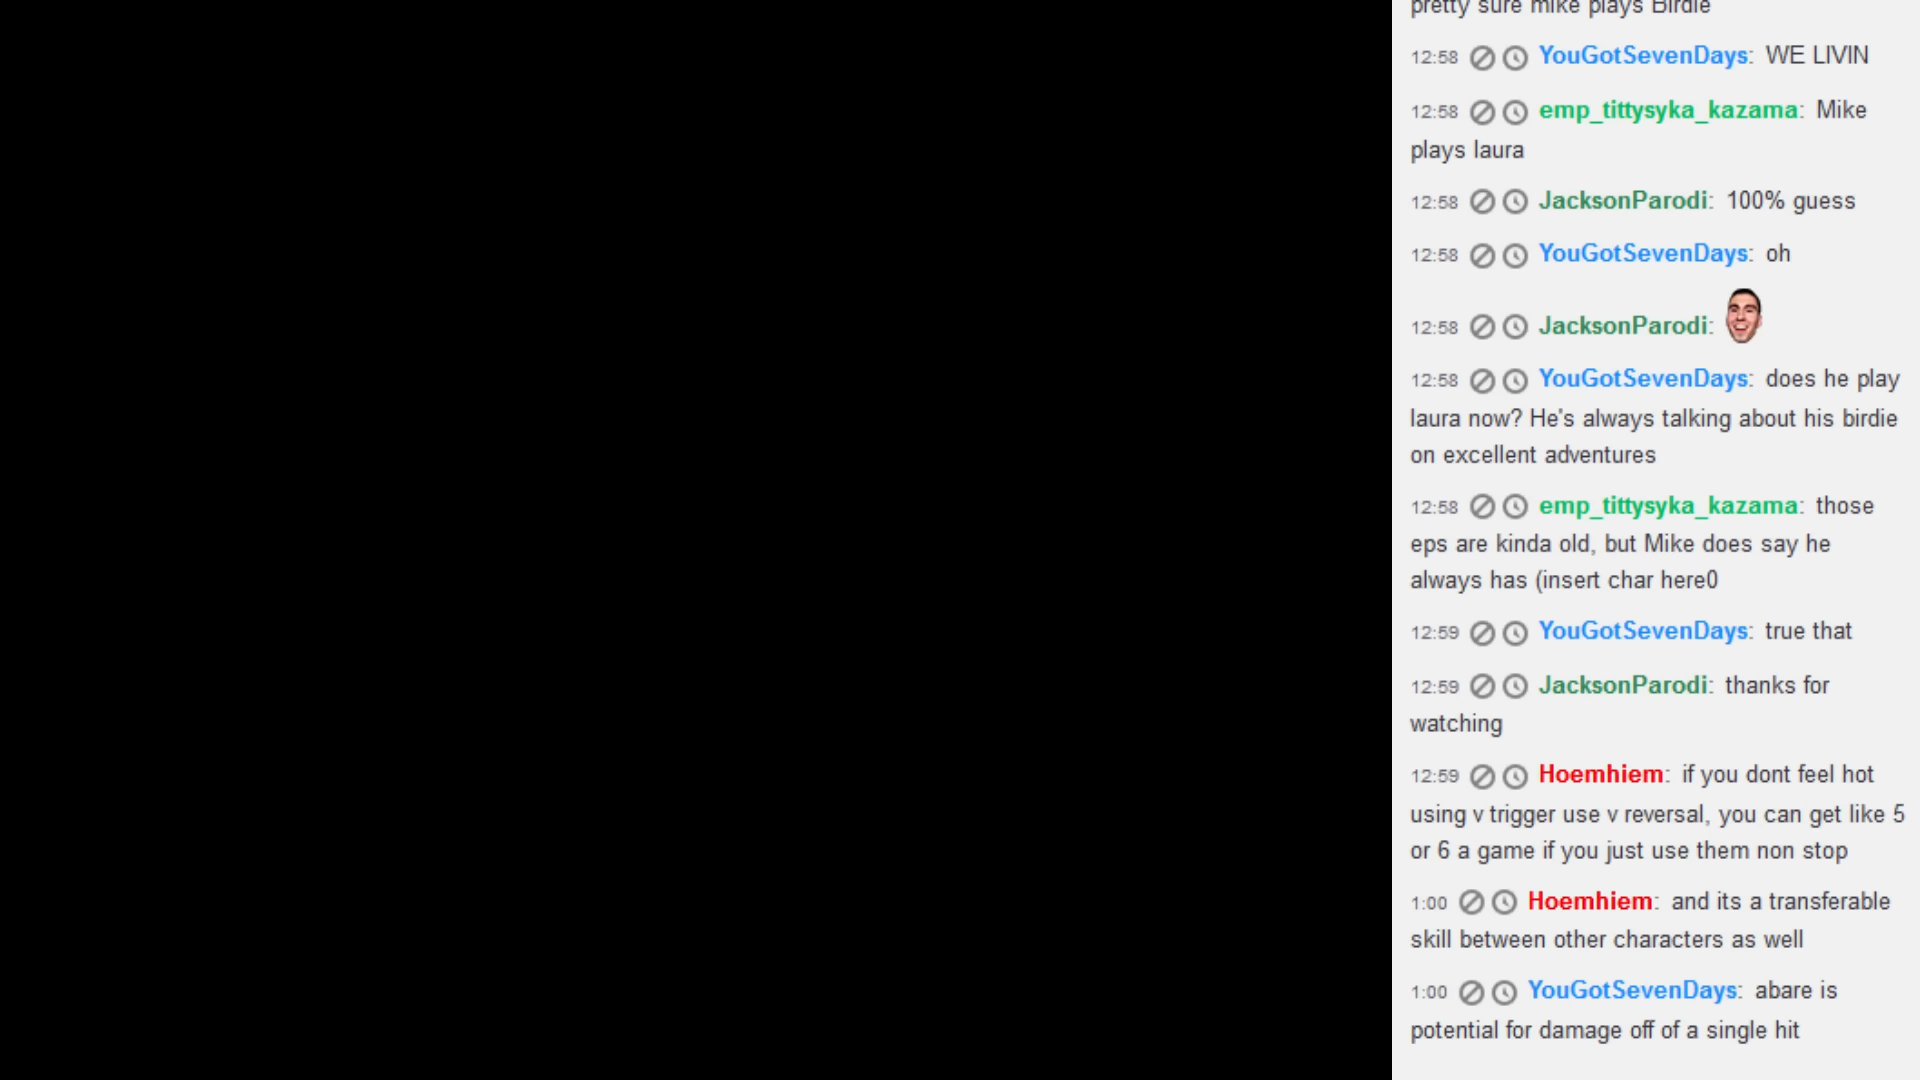 pretty sure mike plays Birdie
12:58 YouGotSevenDays: WE LIVIN
12:58 emp_tittysyka_kazama: Mike
plays laura
12:58 JacksonParodi: 100% guess
12:58 YouGotSevenDays: oh
12:58 JacksonParodi:
12:58 YouGotSevenDays: does he play
laura now? He's always talking about his birdie
on excellent adventures
12:58 emp_tittysyka_kazama: those
eps are kinda old, but Mike does say he
always has (insert char here0
12:59 YouGotSevenDays: true that
12:59 JacksonParodi: thanks for
watching
12:59 Hoemhiem: if you dont feel hot
using v trigger use v reversal, you can get like 5
or 6 a game if you just use them non stop
1:00 Hoemhiem: and its a transferable
skill between other characters as well
1:00 YouGotSevenDays: abare is
potential for damage off of a single hit